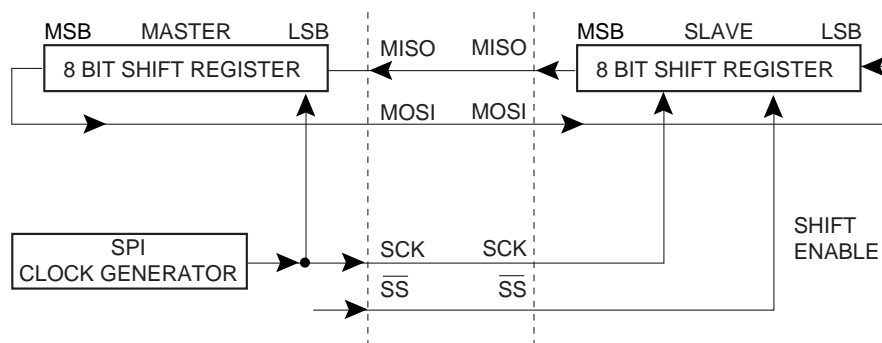 MSB MASTER LSB
8 BIT SHIFT REGISTER
MISO MISO
MSB SLAVE LSB
8 BIT SHIFT REGISTER
MOSI MOSI
SPI
CLOCK GENERATOR
SCK SCK
SS SS
SHIFT
ENABLE